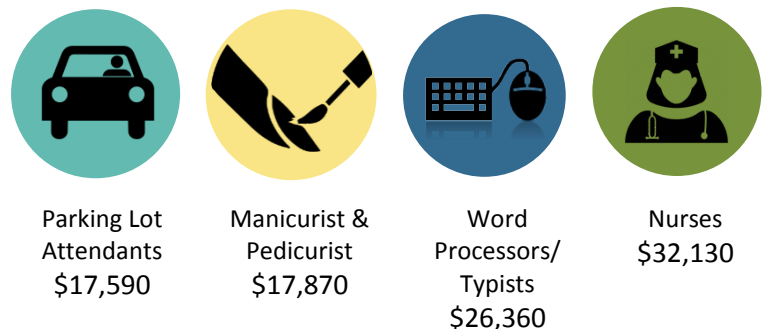 Parking Lot
Attendants
$17,590
Manicurist &
Pedicurist
$17,870
Word
Processors/
Typists
$26,360
Nurses
$32,130